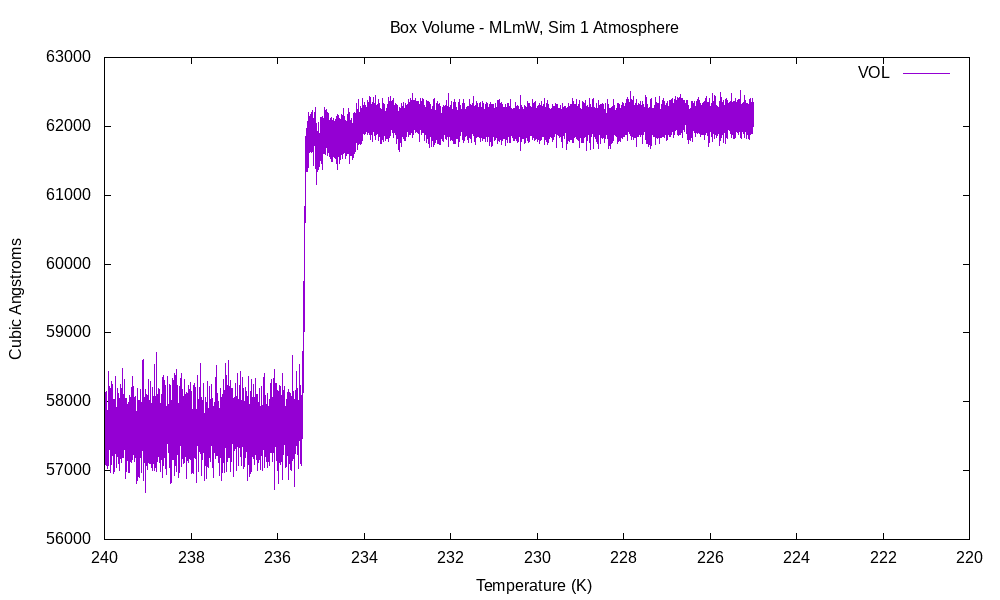 Box Volume - MLmW, Sim 1 Atmosphere
63000
VOL
62000
61000
60000
59000
58000
57000
56000
Cubic Angstroms
240 238 236 234 232 230 228 226 224 222 220
Temperature (K)